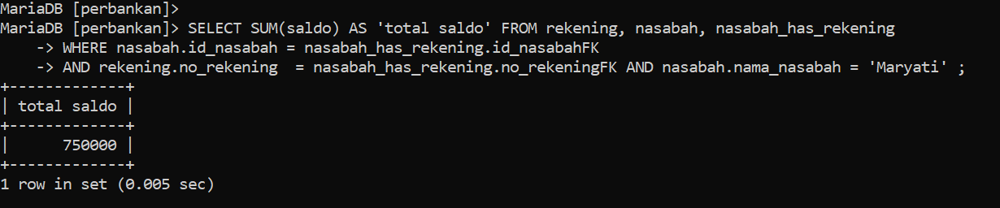 MariaDB [perbankan]>
MariaDB [perbankan]> SELECT SUM(saldo) AS 'total saldo' FROM rekening, nasabah, nasabah_has_rekening
    -> WHERE nasabah.id_nasabah = nasabah_has_rekening.id_nasabahFK
    -> AND rekening.no_rekening  = nasabah_has_rekening.no_rekeningFK AND nasabah.nama_nasabah = 'Maryati' ;
+-------------+
| total saldo |
+-------------+
|      750000 |
+-------------+
1 row in set (0.005 sec)